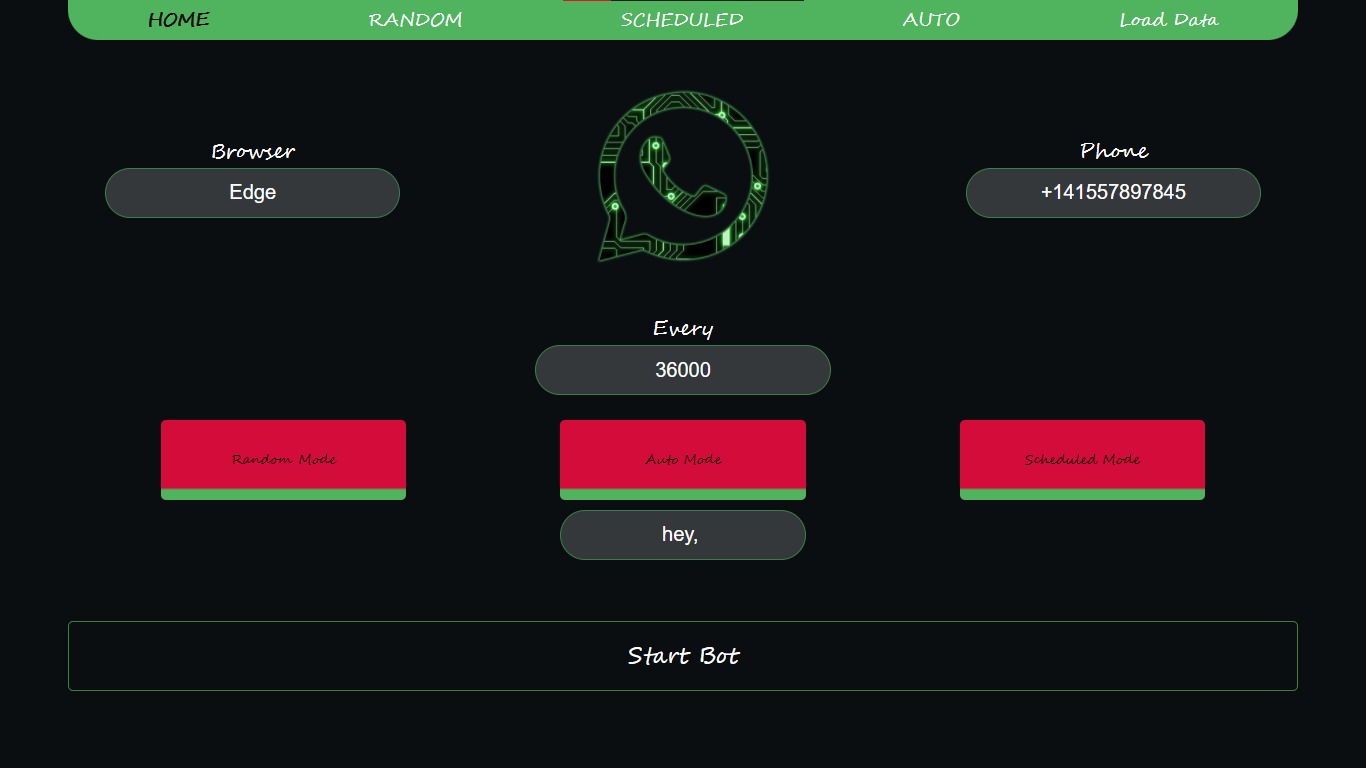 HOME RANDOM SCHEDULED AUTO Load Data
Browser
Edge
Phone
+141557897845
Every
36000
Random Mode Auto Mode Scheduled Mode
hey,
Start Bot